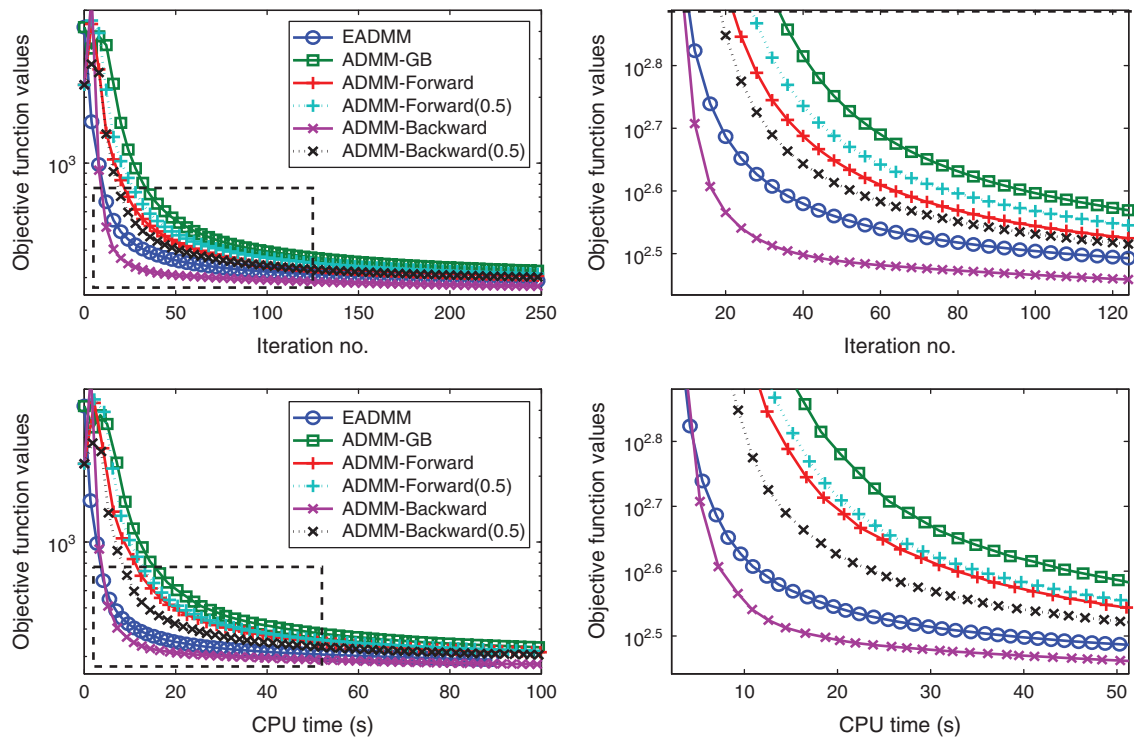 Objective function values
10^3
EADMM
ADMM-GB
ADMM-Forward
ADMM-Forward(0.5)
ADMM-Backward
ADMM-Backward(0.5)
0 50 100 150 200 250
Iteration no.
Objective function values
10^2.8
10^2.7
10^2.6
10^2.5
20 40 60 80 100 120
Iteration no.
Objective function values
10^3
EADMM
ADMM-GB
ADMM-Forward
ADMM-Forward(0.5)
ADMM-Backward
ADMM-Backward(0.5)
0 20 40 60 80 100
CPU time (s)
Objective function values
10^2.8
10^2.7
10^2.6
10^2.5
10 20 30 40 50
CPU time (s)